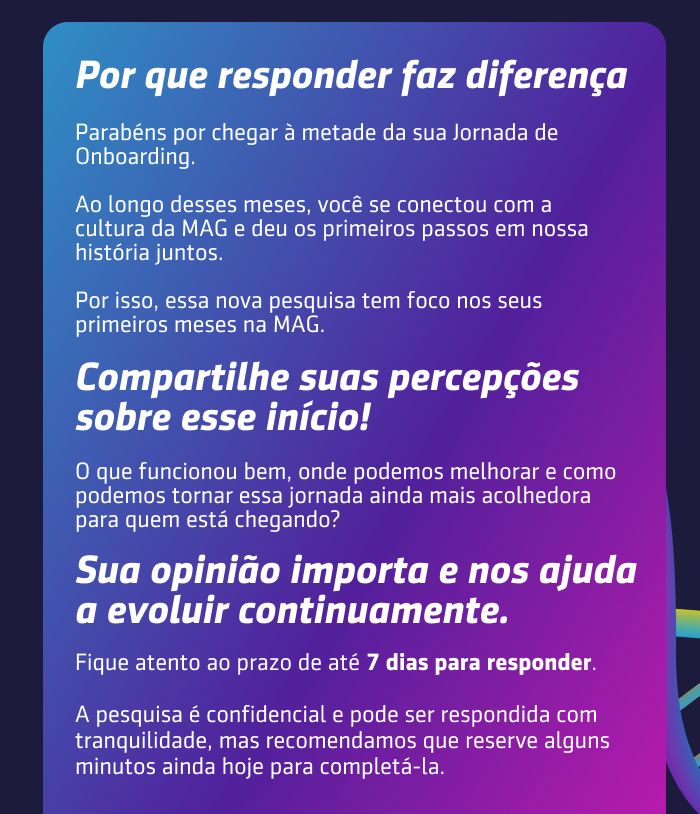 Por que responder faz diferença
Parabéns por chegar à metade da sua Jornada de
Onboarding.
Ao longo desses meses, você se conectou com a
cultura da MAG e deu os primeiros passos em nossa
história juntos.
Por isso, essa nova pesquisa tem foco nos seus
primeiros meses na MAG.
Compartilhe suas percepções
sobre esse início!
O que funcionou bem, onde podemos melhorar e como
podemos tornar essa jornada ainda mais acolhedora
para quem está chegando?
Sua opinião importa e nos ajuda
a evoluir continuamente.
Fique atento ao prazo de até 7 dias para responder.
A pesquisa é confidencial e pode ser respondida com
tranquilidade, mas recomendamos que reserve alguns
minutos ainda hoje para completá-la.